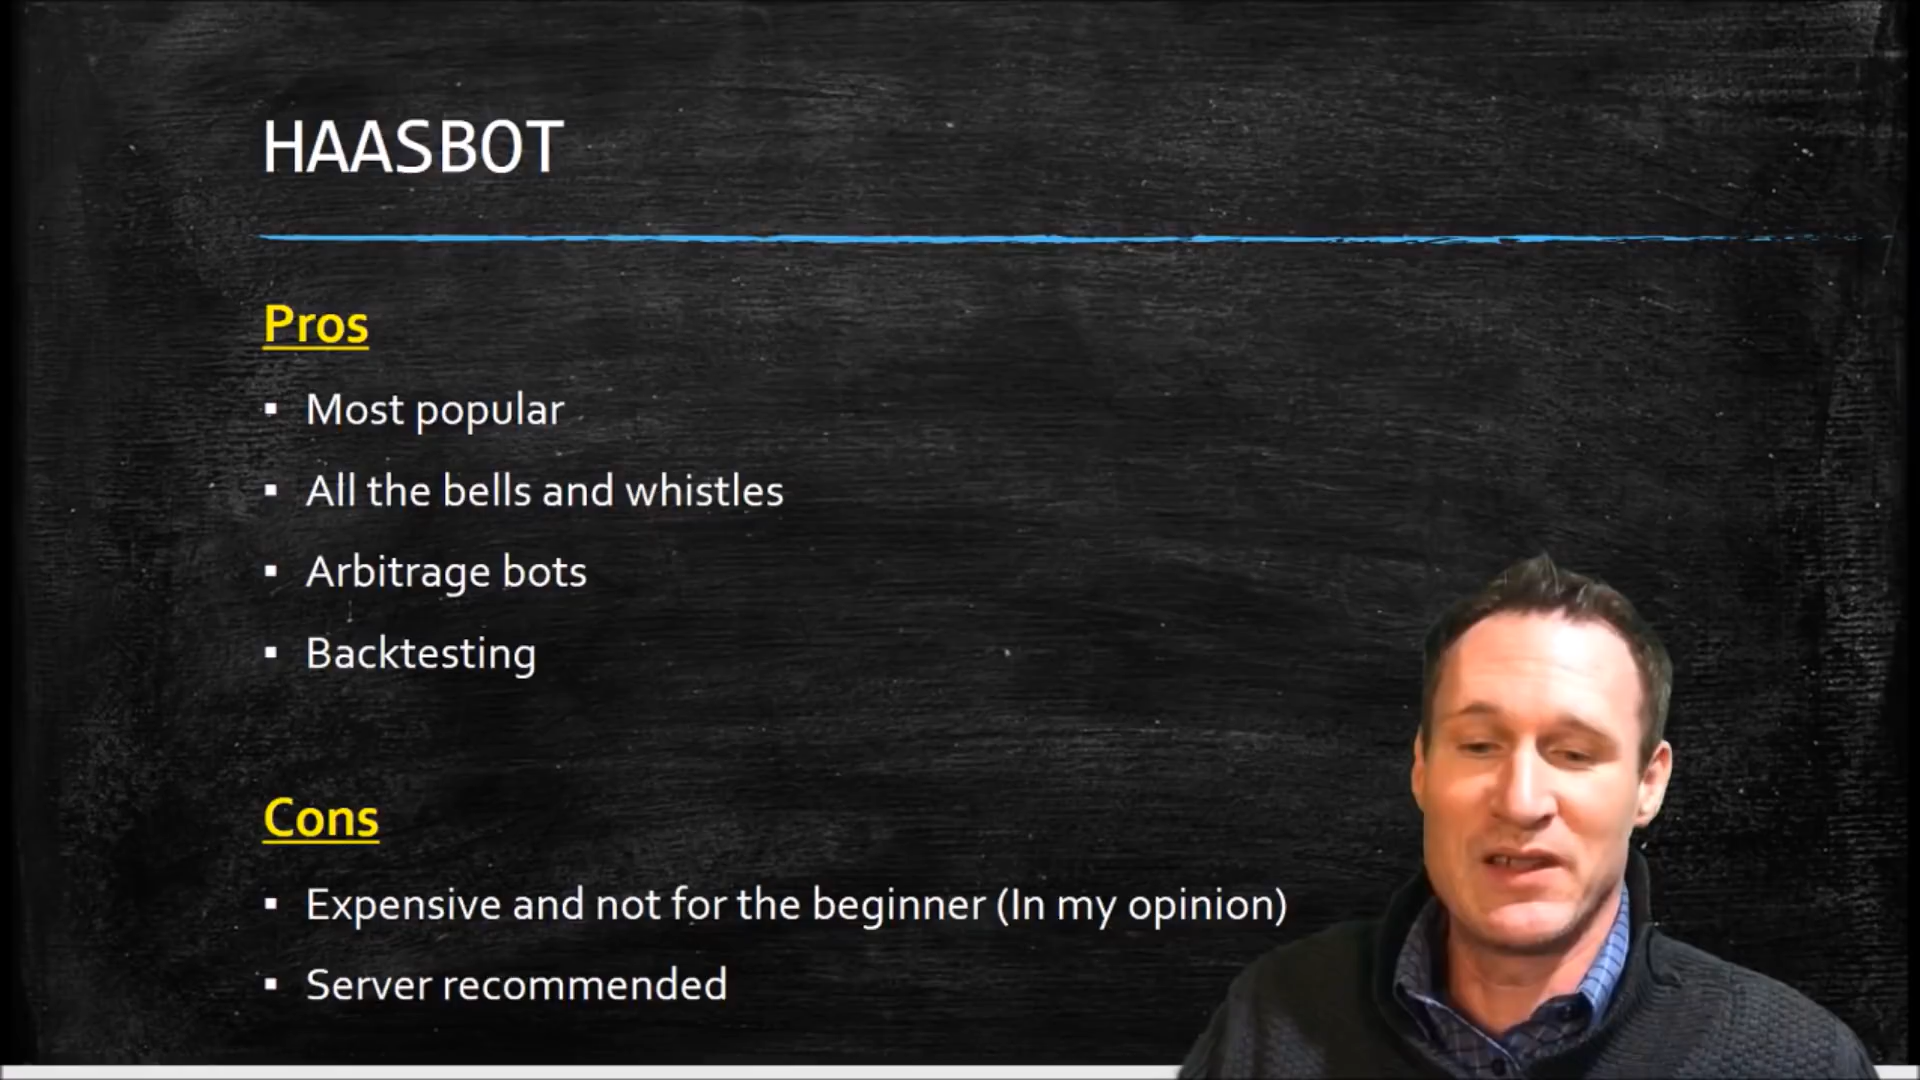 HAASBOT
Pros
▪ Most popular
▪ All the bells and whistles
▪ Arbitrage bots
▪ Backtesting
Cons
▪ Expensive and not for the beginner (In my opinion)
▪ Server recommended